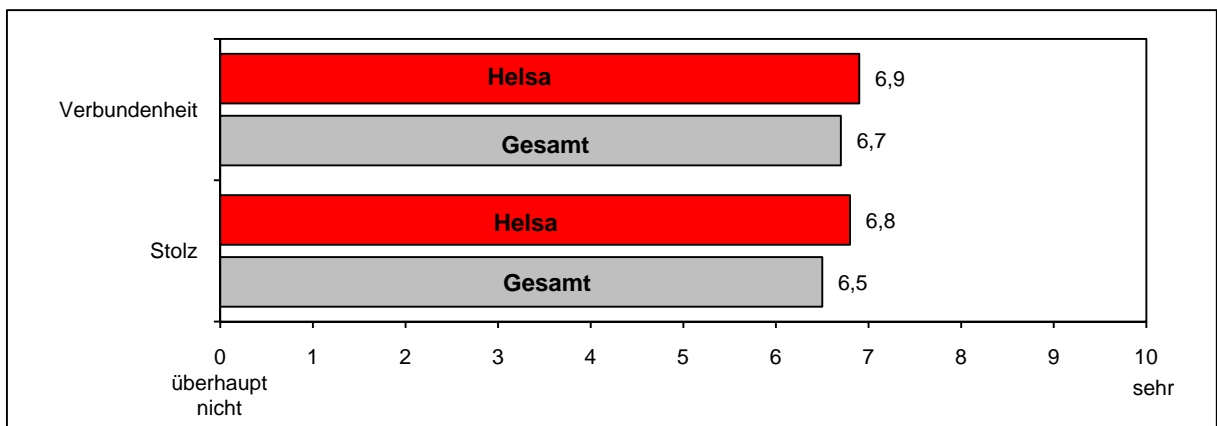 Verbundenheit
Helsa
6,9
Gesamt
6,7
Stolz
Helsa
6,8
Gesamt
6,5
0 1 2 3 4 5 6 7 8 9 10
überhaupt
nicht
sehr